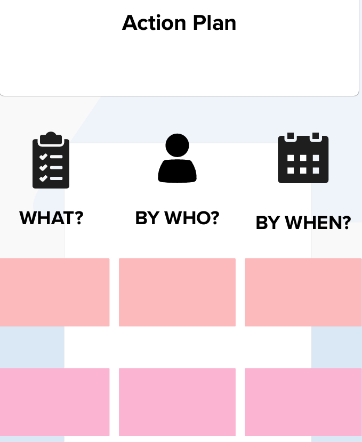 Action Plan
WHAT?
BY WHO?
BY WHEN?